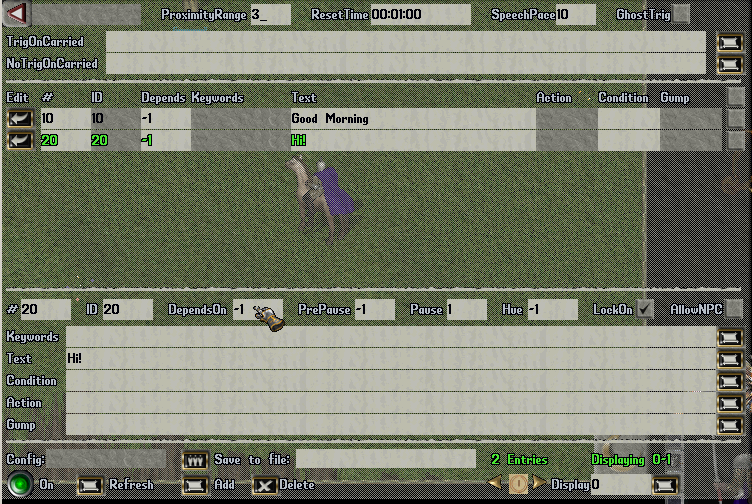 ProximityRange 3_ ResetTime 00:01:00 SpeechPace 10 GhostTrig
TrigOnCarried
NoTrigOnCarried
Edit # ID Depends Keywords Text Action Condition Gump
10 10 -1 Good Morning
20 20 -1 Hi!
# 20 ID 20 DependsOn -1 PrePause -1 Pause 1 Hue -1 LockOn AllowNPC
Keywords
Text Hi!
Condition
Action
Gump
Config: Save to file: 2 Entries Displaying 0-1
On Refresh Add Delete Display 0